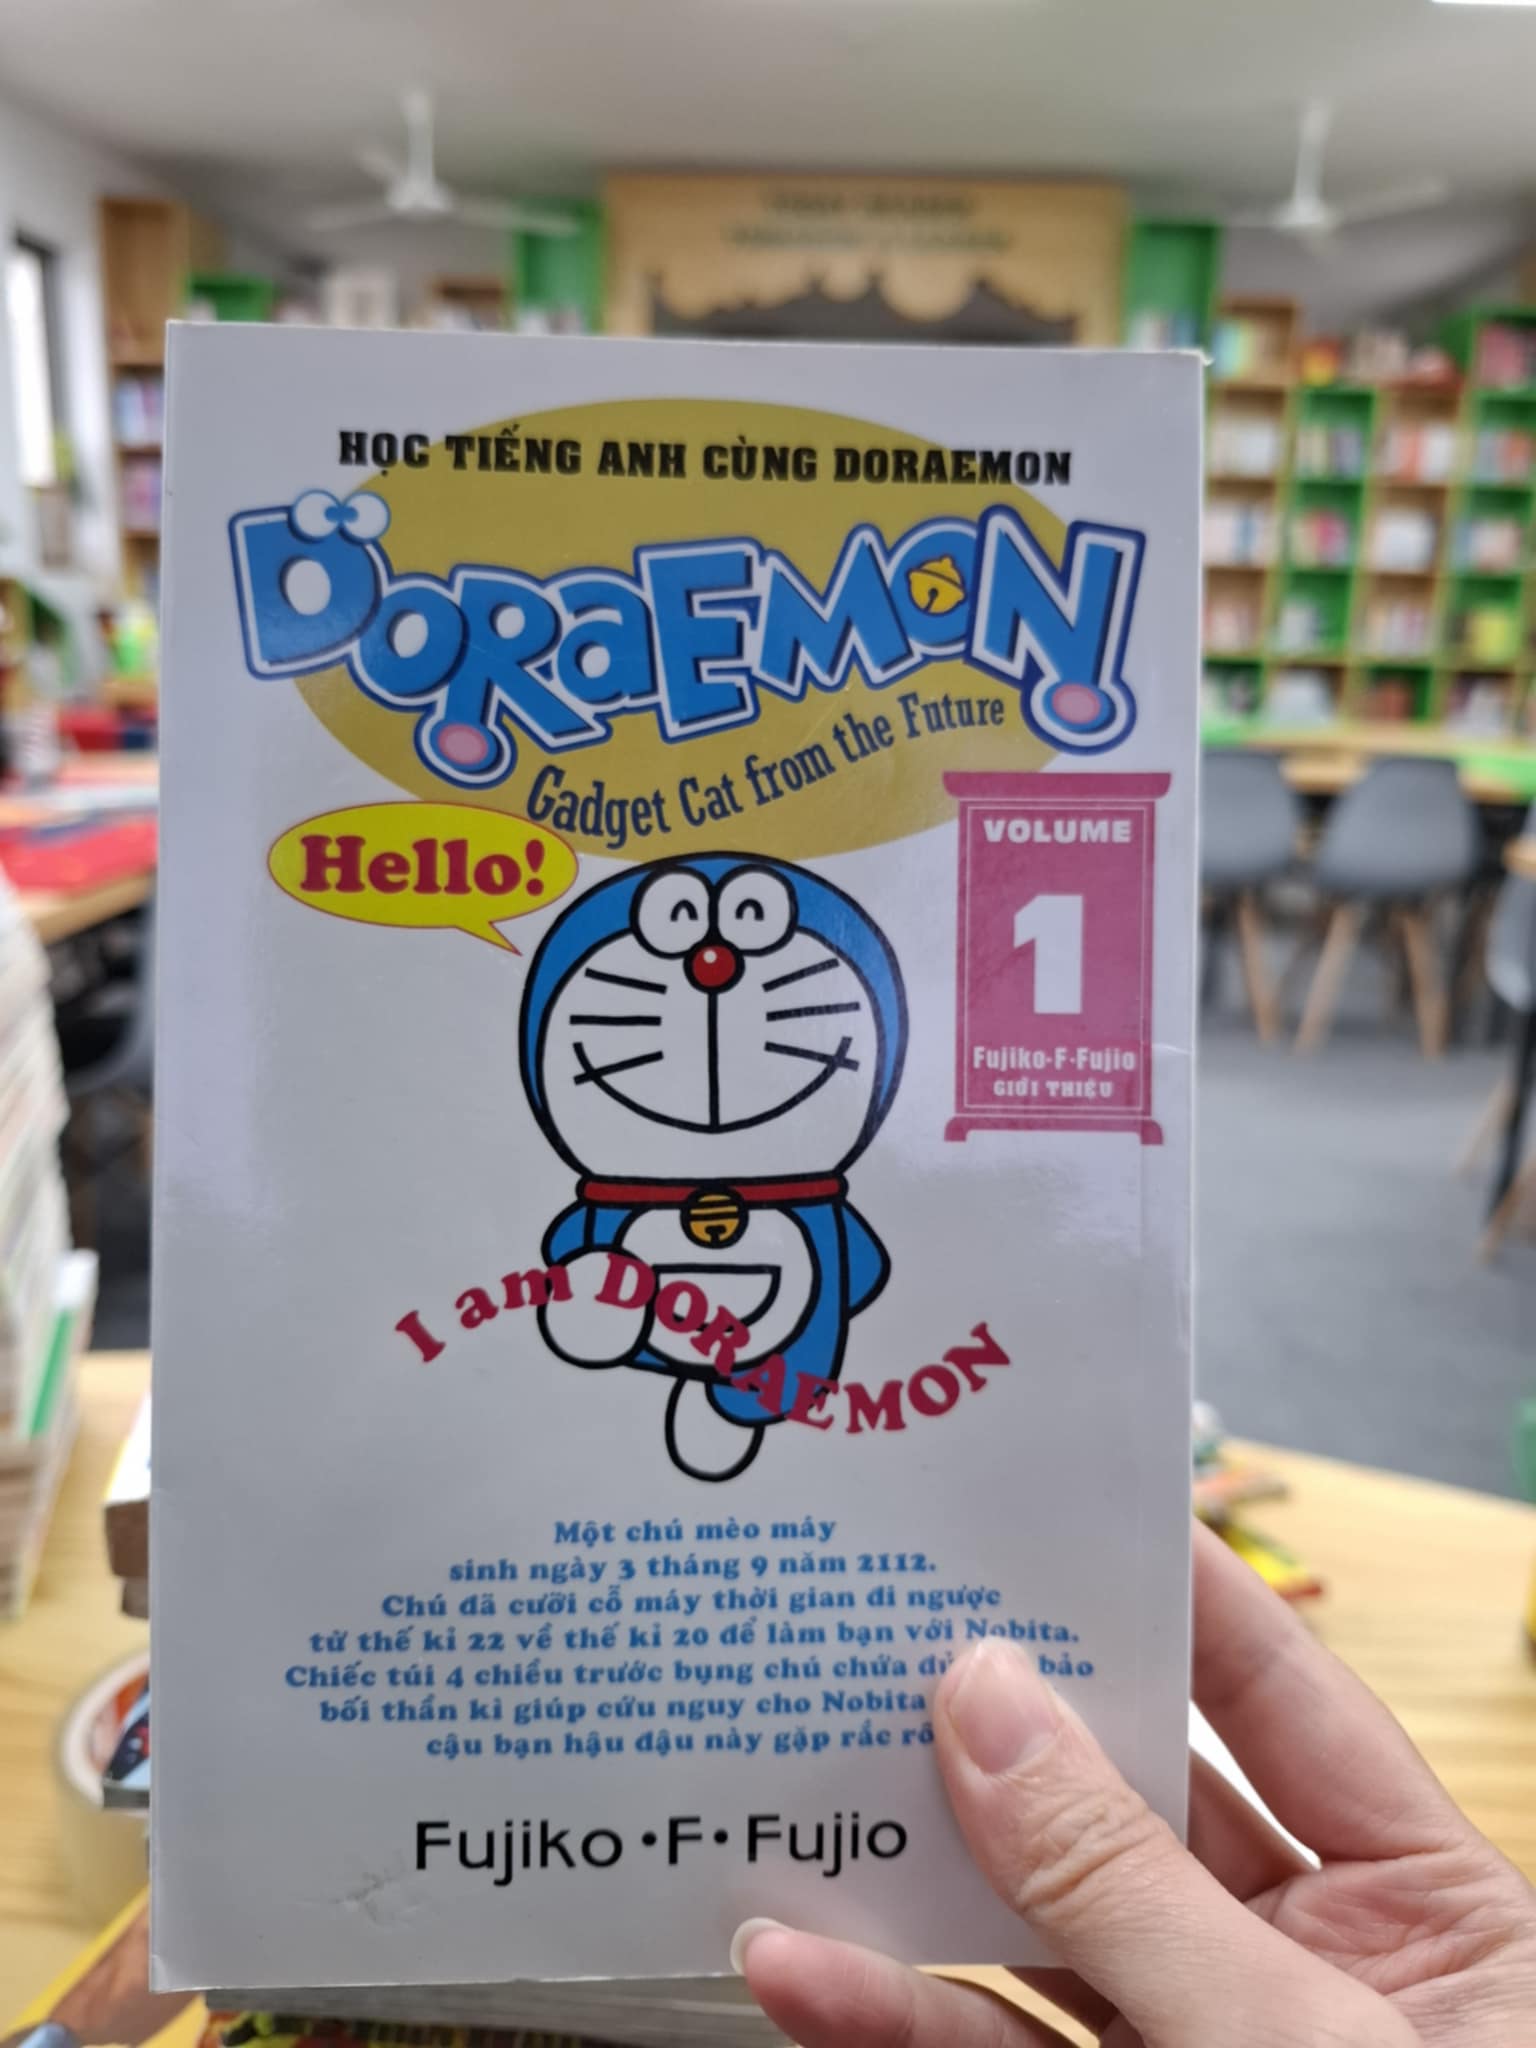 HỌC TIẾNG ANH CÙNG DORAEMON
DORAEMON
Gadget Cat from the Future
Hello!
VOLUME
1
Fujiko·F·Fujio
GIỚI THIỆU
I am DORAEMON
Một chú mèo máy
sinh ngày 3 tháng 9 năm 2112.
Chú đã cưỡi cỗ máy thời gian đi ngược
từ thế kỉ 22 về thế kỉ 20 để làm bạn với Nobita.
Chiếc túi 4 chiều trước bụng chú chứa bảo
bối thần kì giúp cứu nguy cho Nobita
cậu bạn hậu đậu này gặp rắc
Fujiko·F·Fujio